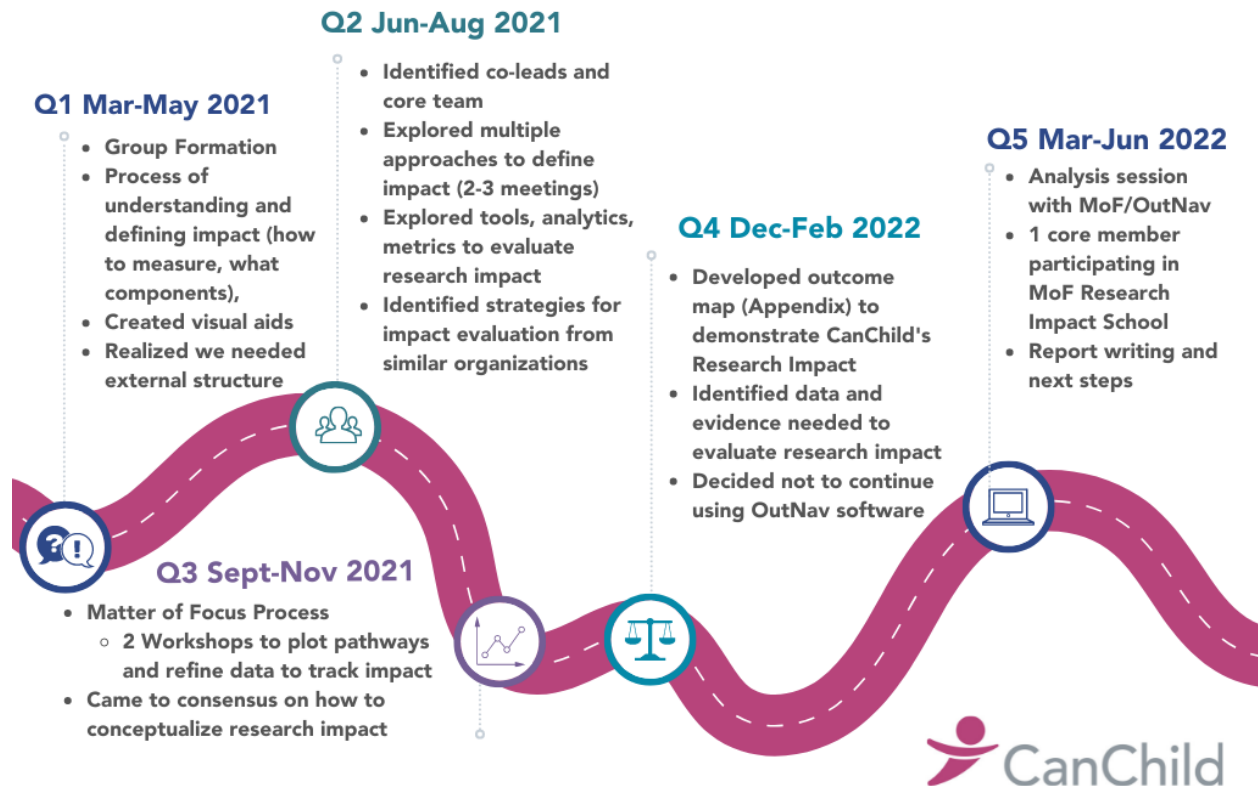 Q1 Mar-May 2021
• Group Formation
• Process of
understanding and
defining impact (how
to measure, what
components),
• Created visual aids
• Realized we needed
external structure
Q2 Jun-Aug 2021
• Identified co-leads and
core team
• Explored multiple
approaches to define
impact (2-3 meetings)
• Explored tools, analytics,
metrics to evaluate
research impact
• Identified strategies for
impact evaluation from
similar organizations
Q3 Sept-Nov 2021
• Matter of Focus Process
◦ 2 Workshops to plot pathways
and refine data to track impact
• Came to consensus on how to
conceptualize research impact
Q4 Dec-Feb 2022
• Developed outcome
map (Appendix) to
demonstrate CanChild's
Research Impact
• Identified data and
evidence needed to
evaluate research impact
• Decided not to continue
using OutNav software
Q5 Mar-Jun 2022
• Analysis session
with MoF/OutNav
• 1 core member
participating in
MoF Research
Impact School
• Report writing and
next steps
? !
CanChild